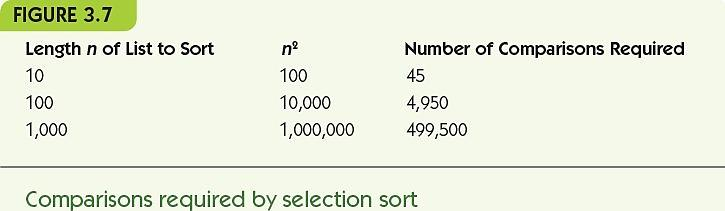 FIGURE 3.7
Length n of List to Sort n² Number of Comparisons Required
10 100 45
100 10,000 4,950
1,000 1,000,000 499,500
Comparisons required by selection sort